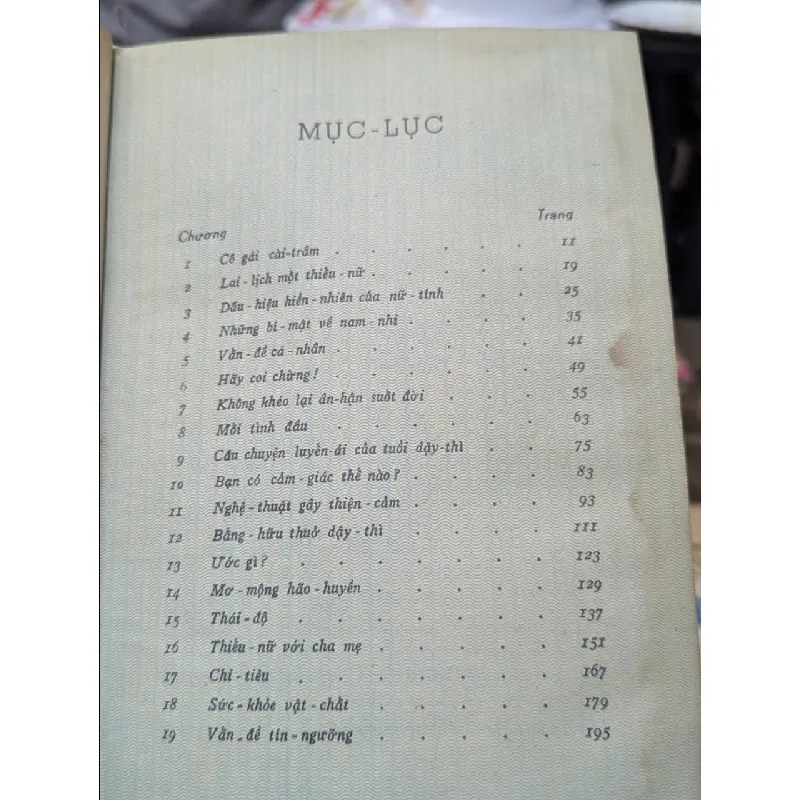 MỤC-LỤC
Chương Trang
1 Cô gái cài-trâm . . . . . . 11
2 Lai-lịch một thiếu-nữ . . . . . 19
3 Dấu-hiệu hiển-nhiên của nữ-tính . . 25
4 Những bí-mật về nam-nhi . . . . 35
5 Vấn-đề cá-nhân . . . . . . 41
6 Hãy coi chừng! . . . . . . 49
7 Không khéo lại ân-hận suốt đời . . . 55
8 Mối tình đầu . . . . . . 63
9 Câu chuyện luyến-ái của tuổi dậy-thì . . 75
10 Bạn có cảm-giác thế nào? . . . . 83
11 Nghệ-thuật gây thiện-cảm . . . . 93
12 Bằng-hữu thuở dậy-thì . . . . 111
13 Ước gì? . . . . . . . 123
14 Mơ-mộng hão-huyền . . . . . 129
15 Thái-độ . . . . . . . 137
16 Thiếu-nữ với cha mẹ . . . . . 151
17 Chi-tiêu . . . . . . . 167
18 Sức-khỏe vật-chất . . . . . 179
19 Vấn-đề tín-ngưỡng . . . . . 195